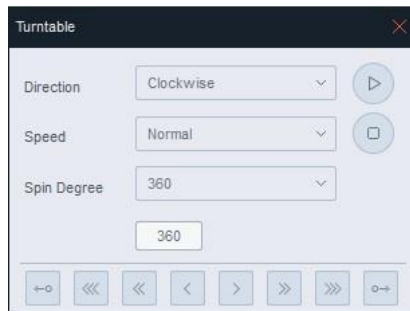 Turntable
Direction
Clockwise
Speed
Normal
Spin Degree
360
360